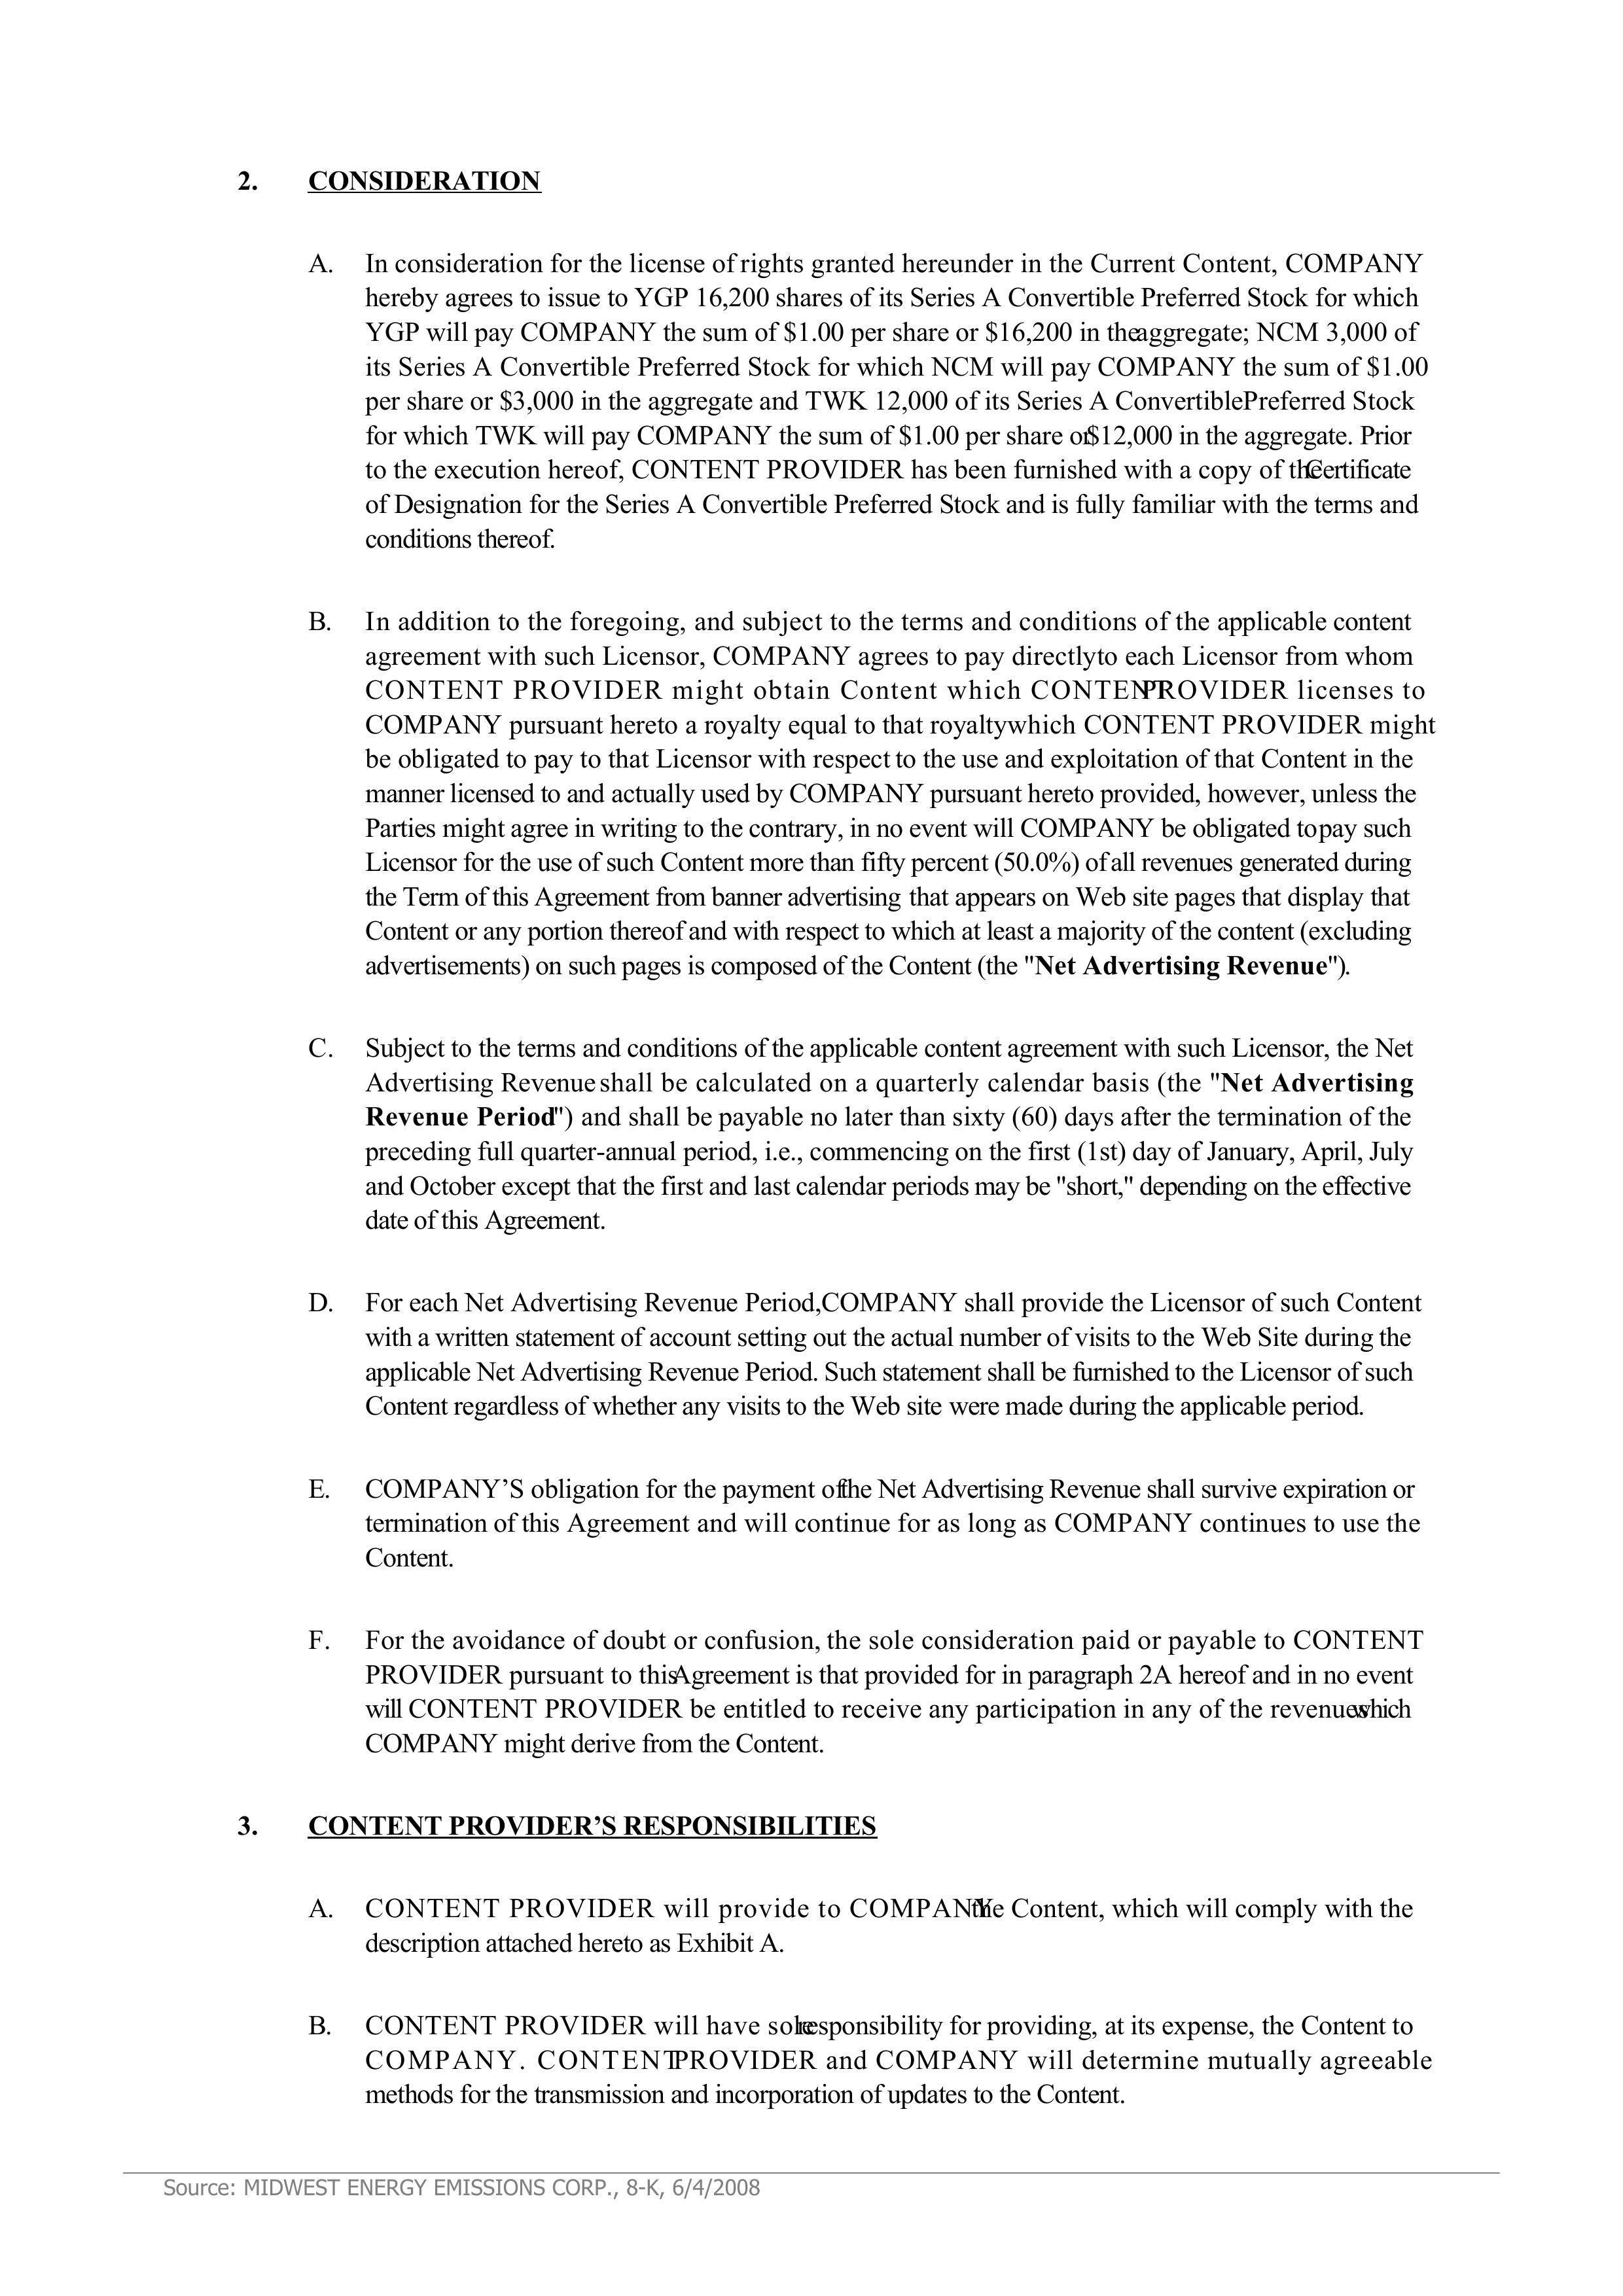 2. CONSIDERATION
A. In consideration for the license of rights granted hereunder in the Current Content, COMPANY
hereby agrees to issue to YGP 16,200 shares of its Series A Convertible Preferred Stock for which
YGP will pay COMPANY the sum of $1.00 per share or $16,200 in the aggregate; NCM 3,000 of
its Series A Convertible Preferred Stock for which NCM will pay COMPANY the sum of $1.00
per share or $3,000 in the aggregate and TWK 12,000 of its Series A Convertible Preferred Stock
for which TWK will pay COMPANY the sum of $1.00 per share or $12,000 in the aggregate. Prior
to the execution hereof, CONTENT PROVIDER has been furnished with a copy of the Certificate
of Designation for the Series A Convertible Preferred Stock and is fully familiar with the terms and
conditions thereof.
B. In addition to the foregoing, and subject to the terms and conditions of the applicable content
agreement with such Licensor, COMPANY agrees to pay directly to each Licensor from whom
CONTENT PROVIDER might obtain Content which CONTENT PROVIDER licenses to
COMPANY pursuant hereto a royalty equal to that royalty which CONTENT PROVIDER might
be obligated to pay to that Licensor with respect to the use and exploitation of that Content in the
manner licensed to and actually used by COMPANY pursuant hereto provided, however, unless the
Parties might agree in writing to the contrary, in no event will COMPANY be obligated to pay such
Licensor for the use of such Content more than fifty percent (50.0%) of all revenues generated during
the Term of this Agreement from banner advertising that appears on Web site pages that display that
Content or any portion thereof and with respect to which at least a majority of the content (excluding
advertisements) on such pages is composed of the Content (the "Net Advertising Revenue").
C. Subject to the terms and conditions of the applicable content agreement with such Licensor, the Net
Advertising Revenue shall be calculated on a quarterly calendar basis (the "Net Advertising
Revenue Period") and shall be payable no later than sixty (60) days after the termination of the
preceding full quarter-annual period, i.e., commencing on the first (1st) day of January, April, July
and October except that the first and last calendar periods may be "short," depending on the effective
date of this Agreement.
D. For each Net Advertising Revenue Period, COMPANY shall provide the Licensor of such Content
with a written statement of account setting out the actual number of visits to the Web Site during the
applicable Net Advertising Revenue Period. Such statement shall be furnished to the Licensor of such
Content regardless of whether any visits to the Web site were made during the applicable period.
E. COMPANY’S obligation for the payment of the Net Advertising Revenue shall survive expiration or
termination of this Agreement and will continue for as long as COMPANY continues to use the
Content.
F. For the avoidance of doubt or confusion, the sole consideration paid or payable to CONTENT
PROVIDER pursuant to this Agreement is that provided for in paragraph 2A hereof and in no event
will CONTENT PROVIDER be entitled to receive any participation in any of the revenues which
COMPANY might derive from the Content.
3. CONTENT PROVIDER’S RESPONSIBILITIES
A. CONTENT PROVIDER will provide to COMPANY the Content, which will comply with the
description attached hereto as Exhibit A.
B. CONTENT PROVIDER will have sole responsibility for providing, at its expense, the Content to
COMPANY. CONTENT PROVIDER and COMPANY will determine mutually agreeable
methods for the transmission and incorporation of updates to the Content.
Source: MIDWEST ENERGY EMISSIONS CORP., 8-K, 6/4/2008